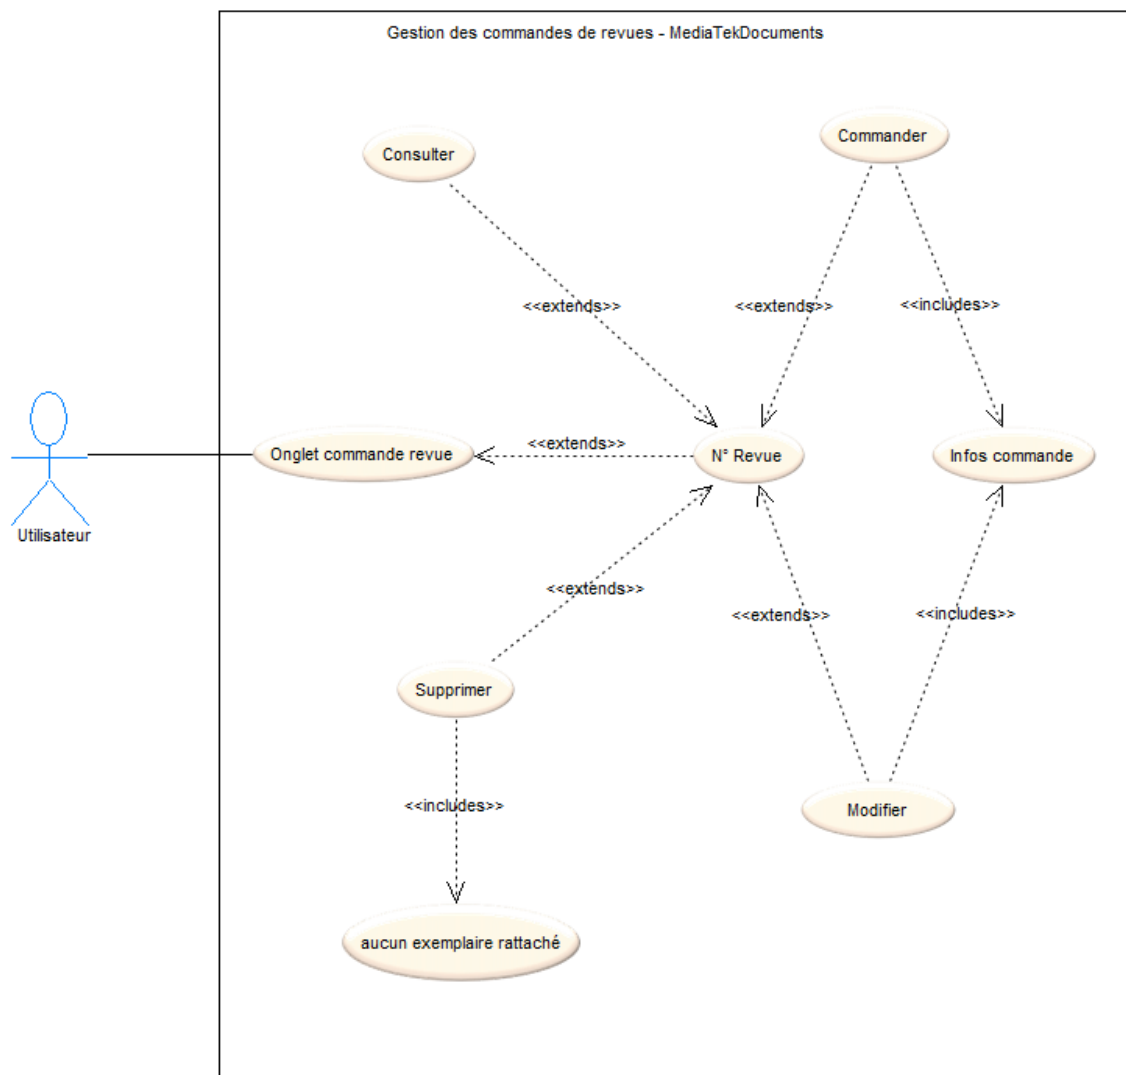 Gestion des commandes de revues - MediaTekDocuments
Consulter
Commander
<<extends>>
<<extends>>
<<includes>>
Onglet commande revue
<<extends>>
N° Revue
Infos commande
Utilisateur
<<extends>>
<<extends>>
<<includes>>
Supprimer
<<includes>>
Modifier
aucun exemplaire rattaché